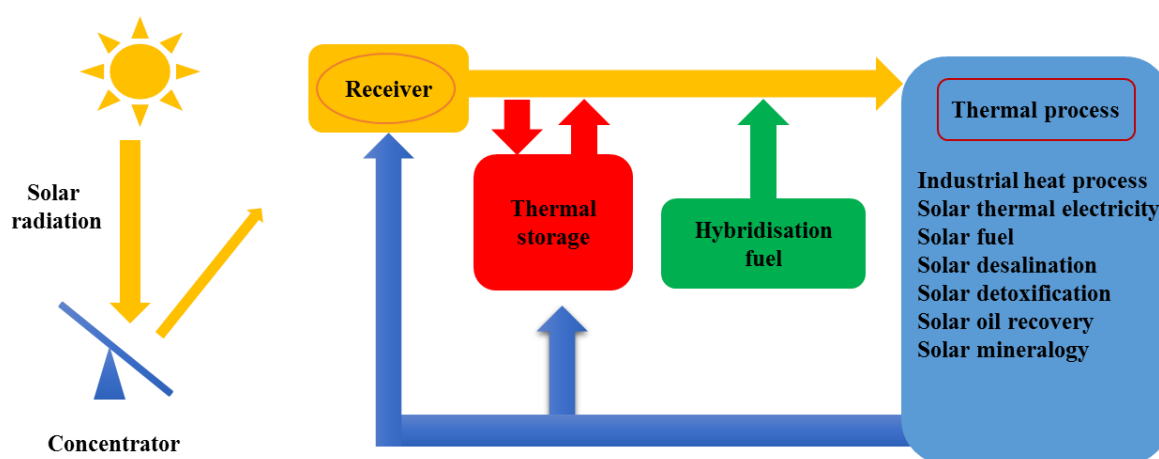 Solar
radiation
Concentrator
Receiver
Thermal
storage
Hybridisation
fuel
Thermal process
Industrial heat process
Solar thermal electricity
Solar fuel
Solar desalination
Solar detoxification
Solar oil recovery
Solar mineralogy